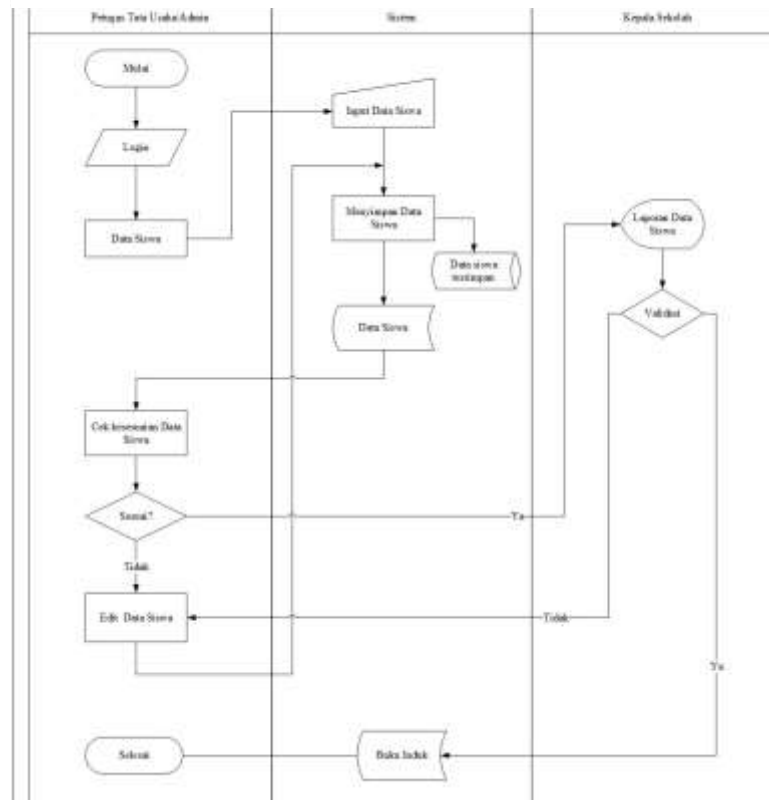 Petugas Tata Usaha/Admin
Sistem
Kepala Sekolah
Mulai
Login
Data Siswa
Input Data Siswa
Menyimpan Data
Siswa
Data siswa
tersimpan
Data Siswa
Laporan Data
Siswa
Validasi
Cek kesesuaian Data
Siswa
Sesuai?
Ya
Tidak
Edit Data Siswa
Tidak
Ya
Selesai
Buku Induk